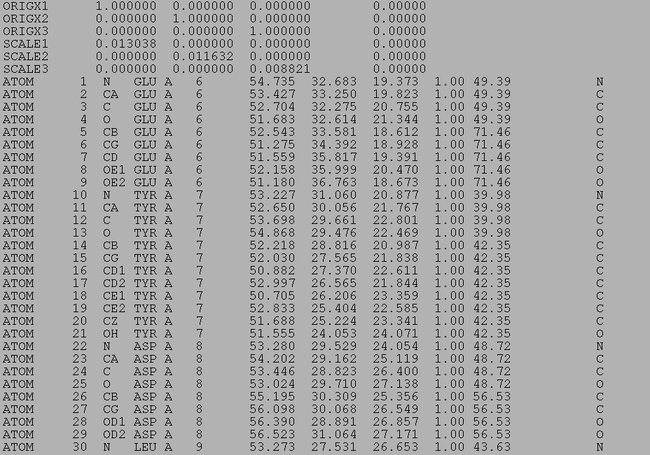 ORIGX1 1.000000 0.000000 0.000000 0.00000
ORIGX2 0.000000 1.000000 0.000000 0.00000
ORIGX3 0.000000 0.000000 1.000000 0.00000
SCALE1 0.013038 0.000000 0.000000 0.00000
SCALE2 0.000000 0.011632 0.000000 0.00000
SCALE3 0.000000 0.000000 0.008821 0.00000
ATOM 1 N GLU A 6 54.735 32.683 19.373 1.00 49.39 N
ATOM 2 CA GLU A 6 53.427 33.250 19.823 1.00 49.39 C
ATOM 3 C GLU A 6 52.704 32.275 20.755 1.00 49.39 C
ATOM 4 O GLU A 6 51.683 32.614 21.344 1.00 49.39 O
ATOM 5 CB GLU A 6 52.543 33.581 18.612 1.00 71.46 C
ATOM 6 CG GLU A 6 51.275 34.392 18.928 1.00 71.46 C
ATOM 7 CD GLU A 6 51.559 35.817 19.391 1.00 71.46 C
ATOM 8 OE1 GLU A 6 52.158 35.999 20.470 1.00 71.46 O
ATOM 9 OE2 GLU A 6 51.180 36.763 18.673 1.00 71.46 O
ATOM 10 N TYR A 7 53.227 31.060 20.877 1.00 39.98 N
ATOM 11 CA TYR A 7 52.650 30.056 21.767 1.00 39.98 C
ATOM 12 C TYR A 7 53.698 29.661 22.801 1.00 39.98 C
ATOM 13 O TYR A 7 54.868 29.476 22.469 1.00 39.98 O
ATOM 14 CB TYR A 7 52.218 28.816 20.987 1.00 42.35 C
ATOM 15 CG TYR A 7 52.030 27.565 21.838 1.00 42.35 C
ATOM 16 CD1 TYR A 7 50.882 27.370 22.611 1.00 42.35 C
ATOM 17 CD2 TYR A 7 52.997 26.565 21.844 1.00 42.35 C
ATOM 18 CE1 TYR A 7 50.705 26.206 23.359 1.00 42.35 C
ATOM 19 CE2 TYR A 7 52.833 25.404 22.585 1.00 42.35 C
ATOM 20 CZ TYR A 7 51.688 25.224 23.341 1.00 42.35 C
ATOM 21 OH TYR A 7 51.555 24.053 24.071 1.00 42.35 O
ATOM 22 N ASP A 8 53.280 29.529 24.054 1.00 48.72 N
ATOM 23 CA ASP A 8 54.202 29.162 25.119 1.00 48.72 C
ATOM 24 C ASP A 8 53.446 28.823 26.400 1.00 48.72 C
ATOM 25 O ASP A 8 53.024 29.710 27.138 1.00 48.72 O
ATOM 26 CB ASP A 8 55.195 30.309 25.356 1.00 56.53 C
ATOM 27 CG ASP A 8 56.098 30.068 26.549 1.00 56.53 C
ATOM 28 OD1 ASP A 8 56.390 28.891 26.857 1.00 56.53 O
ATOM 29 OD2 ASP A 8 56.523 31.064 27.171 1.00 56.53 O
ATOM 30 N LEU A 9 53.273 27.531 26.653 1.00 43.63 N